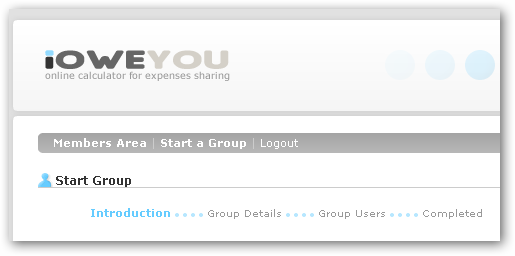 iOWEYOU
online calculator for expenses sharing
Members Area | Start a Group | Logout
Start Group
Introduction •••• Group Details •••• Group Users •••• Completed